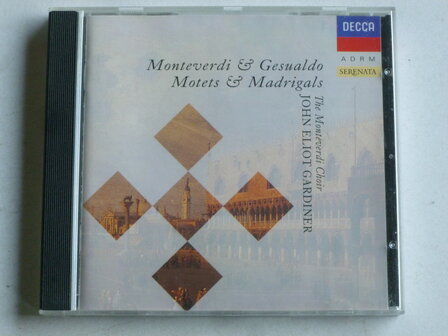 DECCA
ADRM
SERENATA
Monteverdi & Gesualdo
Motets & Madrigals
The Monteverdi Choir
JOHN ELIOT GARDINER